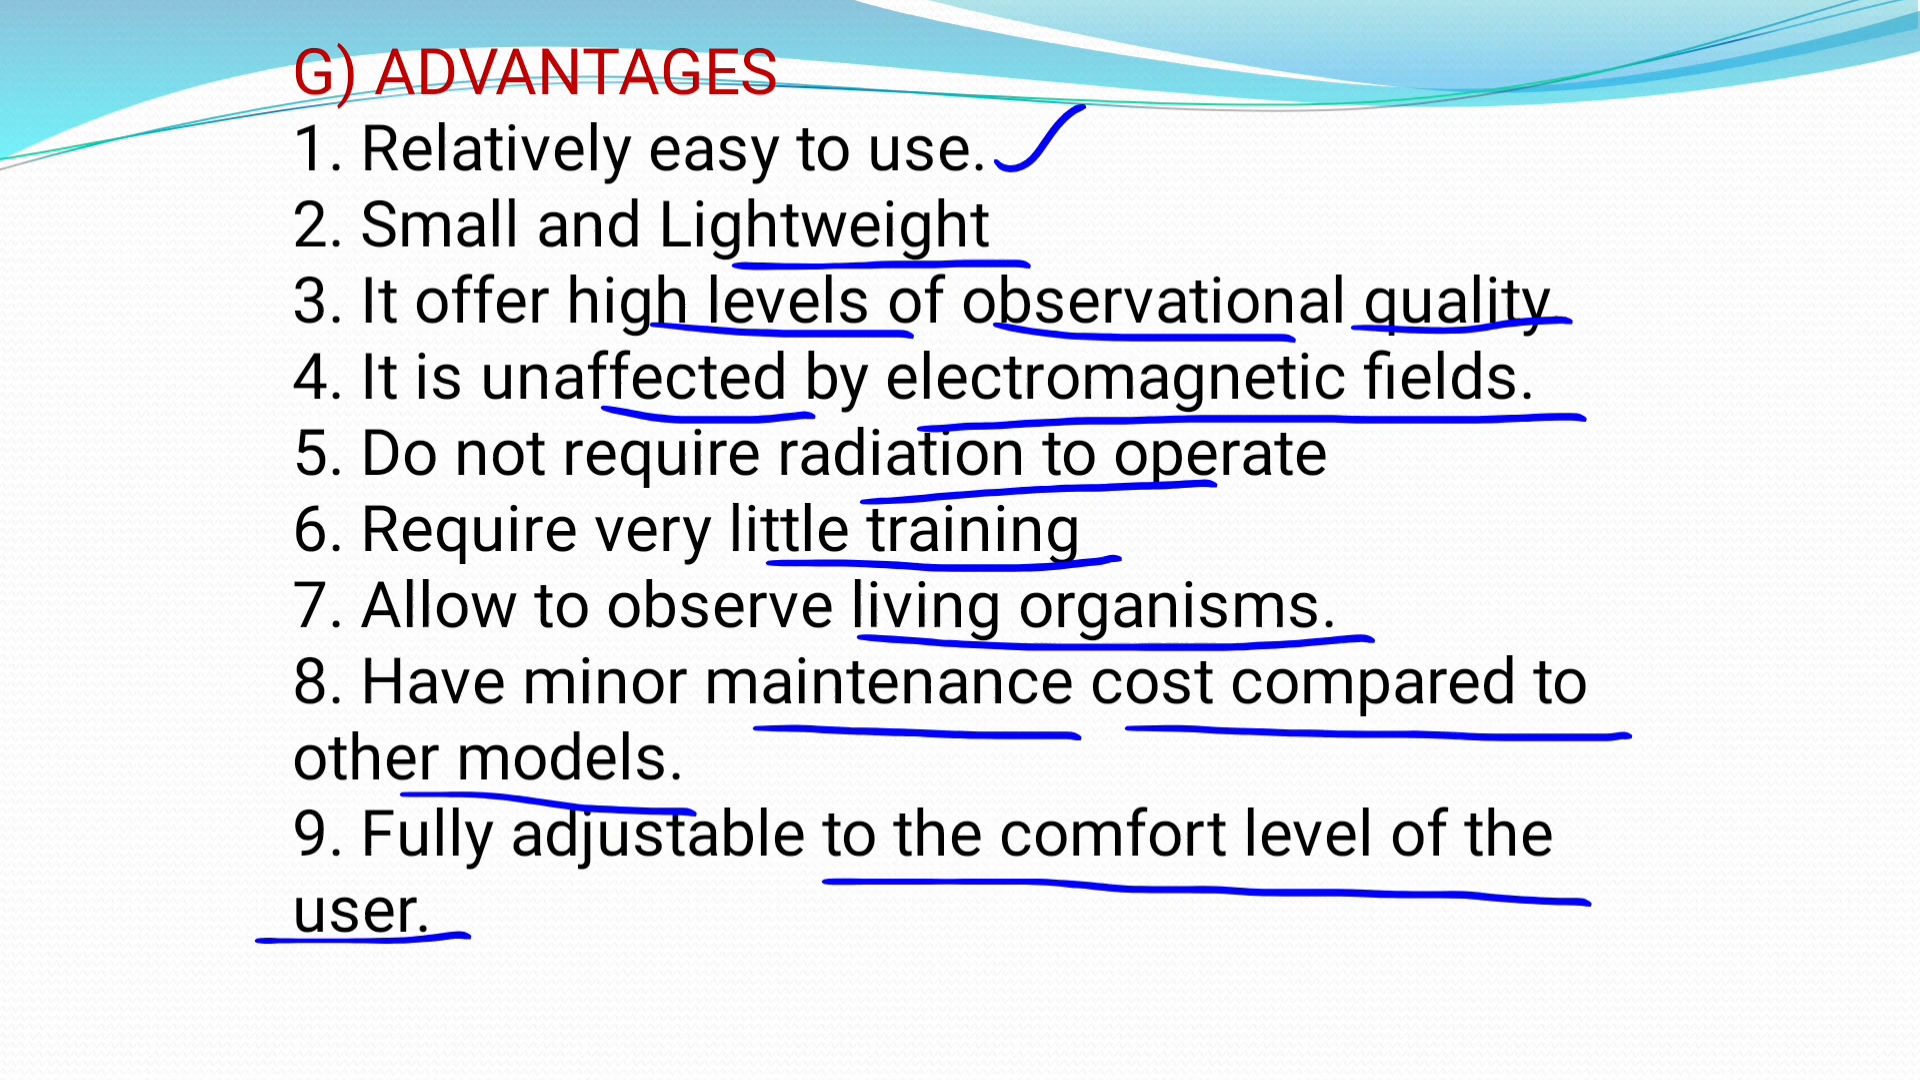 G) ADVANTAGES
1. Relatively easy to use.
2. Small and Lightweight
3. It offer high levels of observational quality
4. It is unaffected by electromagnetic fields.
5. Do not require radiation to operate
6. Require very little training
7. Allow to observe living organisms.
8. Have minor maintenance cost compared to
other models.
9. Fully adjustable to the comfort level of the
user.